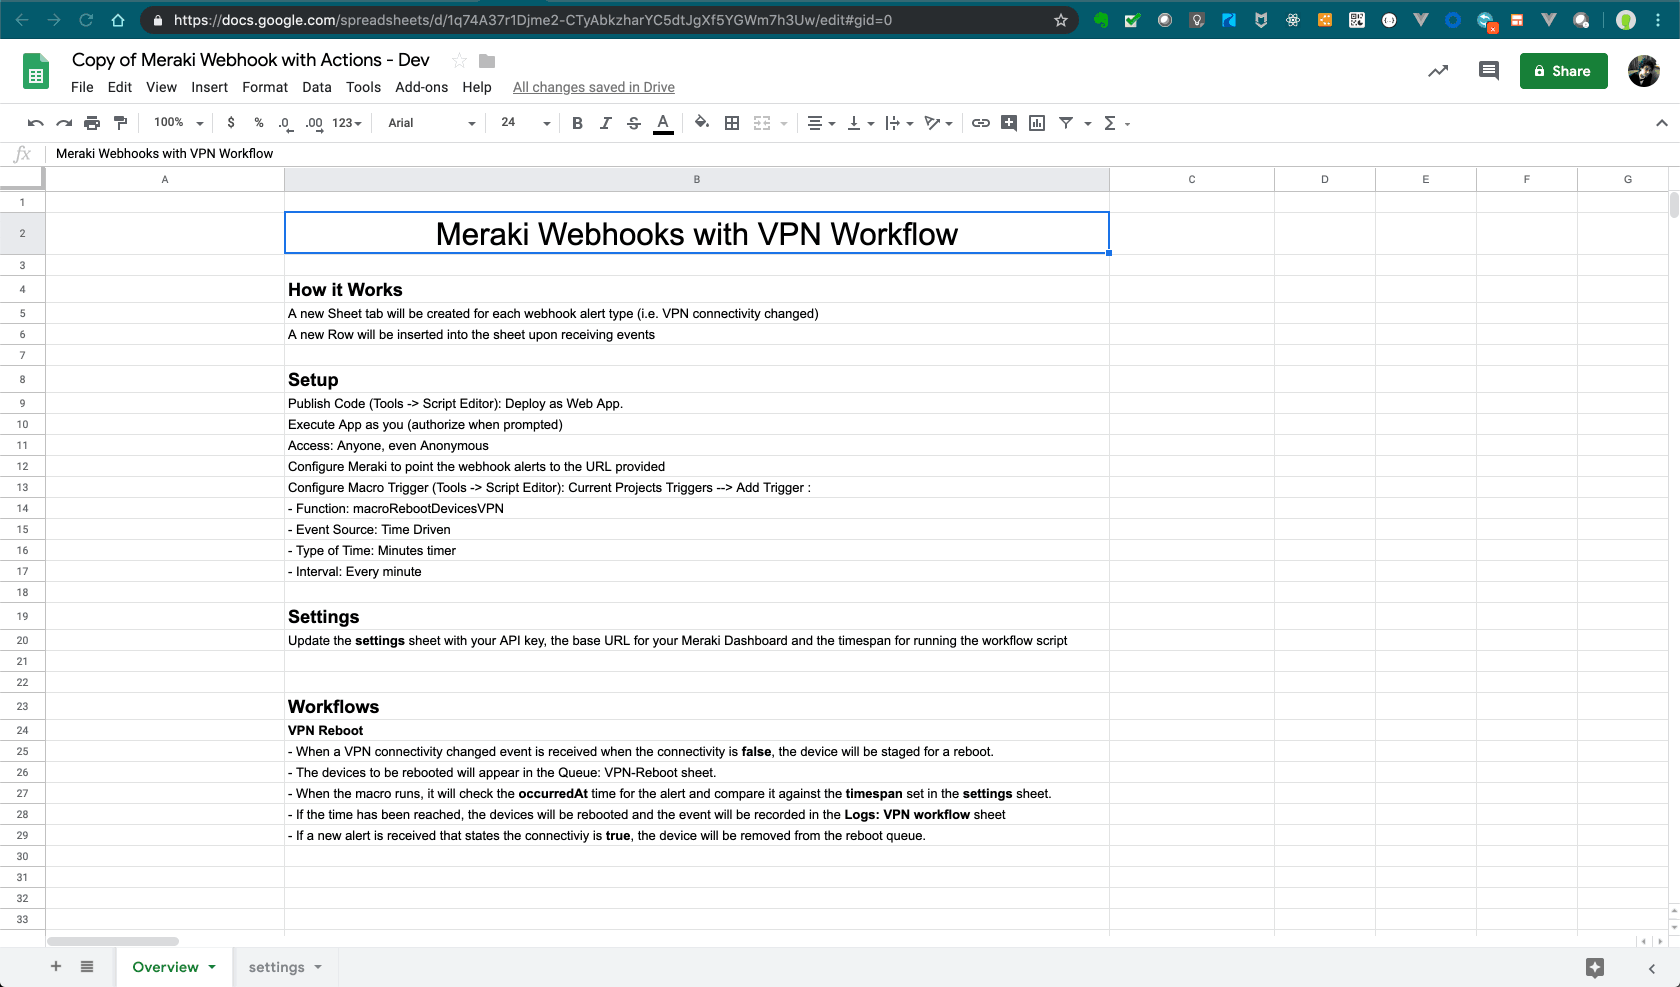 https://docs.google.com/spreadsheets/d/1q74A37r1Djme2-CTyAbkzharYC5dtJgXf5YGWm7h3Uw/edit#gid=0
Copy of Meraki Webhook with Actions - Dev
File Edit View Insert Format Data Tools Add-ons Help All changes saved in Drive
Share
100% $ % .0 .00 123 Arial 24 B I S A
fx Meraki Webhooks with VPN Workflow
A B C D E F G
1
2 Meraki Webhooks with VPN Workflow
3
4 How it Works
5 A new Sheet tab will be created for each webhook alert type (i.e. VPN connectivity changed)
6 A new Row will be inserted into the sheet upon receiving events
7
8 Setup
9 Publish Code (Tools -> Script Editor): Deploy as Web App.
10 Execute App as you (authorize when prompted)
11 Access: Anyone, even Anonymous
12 Configure Meraki to point the webhook alerts to the URL provided
13 Configure Macro Trigger (Tools -> Script Editor): Current Projects Triggers --> Add Trigger :
14 - Function: macroRebootDevicesVPN
15 - Event Source: Time Driven
16 - Type of Time: Minutes timer
17 - Interval: Every minute
18
19 Settings
20 Update the settings sheet with your API key, the base URL for your Meraki Dashboard and the timespan for running the workflow script
21
22
23 Workflows
24 VPN Reboot
25 - When a VPN connectivity changed event is received when the connectivity is false, the device will be staged for a reboot.
26 - The devices to be rebooted will appear in the Queue: VPN-Reboot sheet.
27 - When the macro runs, it will check the occurredAt time for the alert and compare it against the timespan set in the settings sheet.
28 - If the time has been reached, the devices will be rebooted and the event will be recorded in the Logs: VPN workflow sheet
29 - If a new alert is received that states the connectiviy is true, the device will be removed from the reboot queue.
30
31
32
33
Overview settings